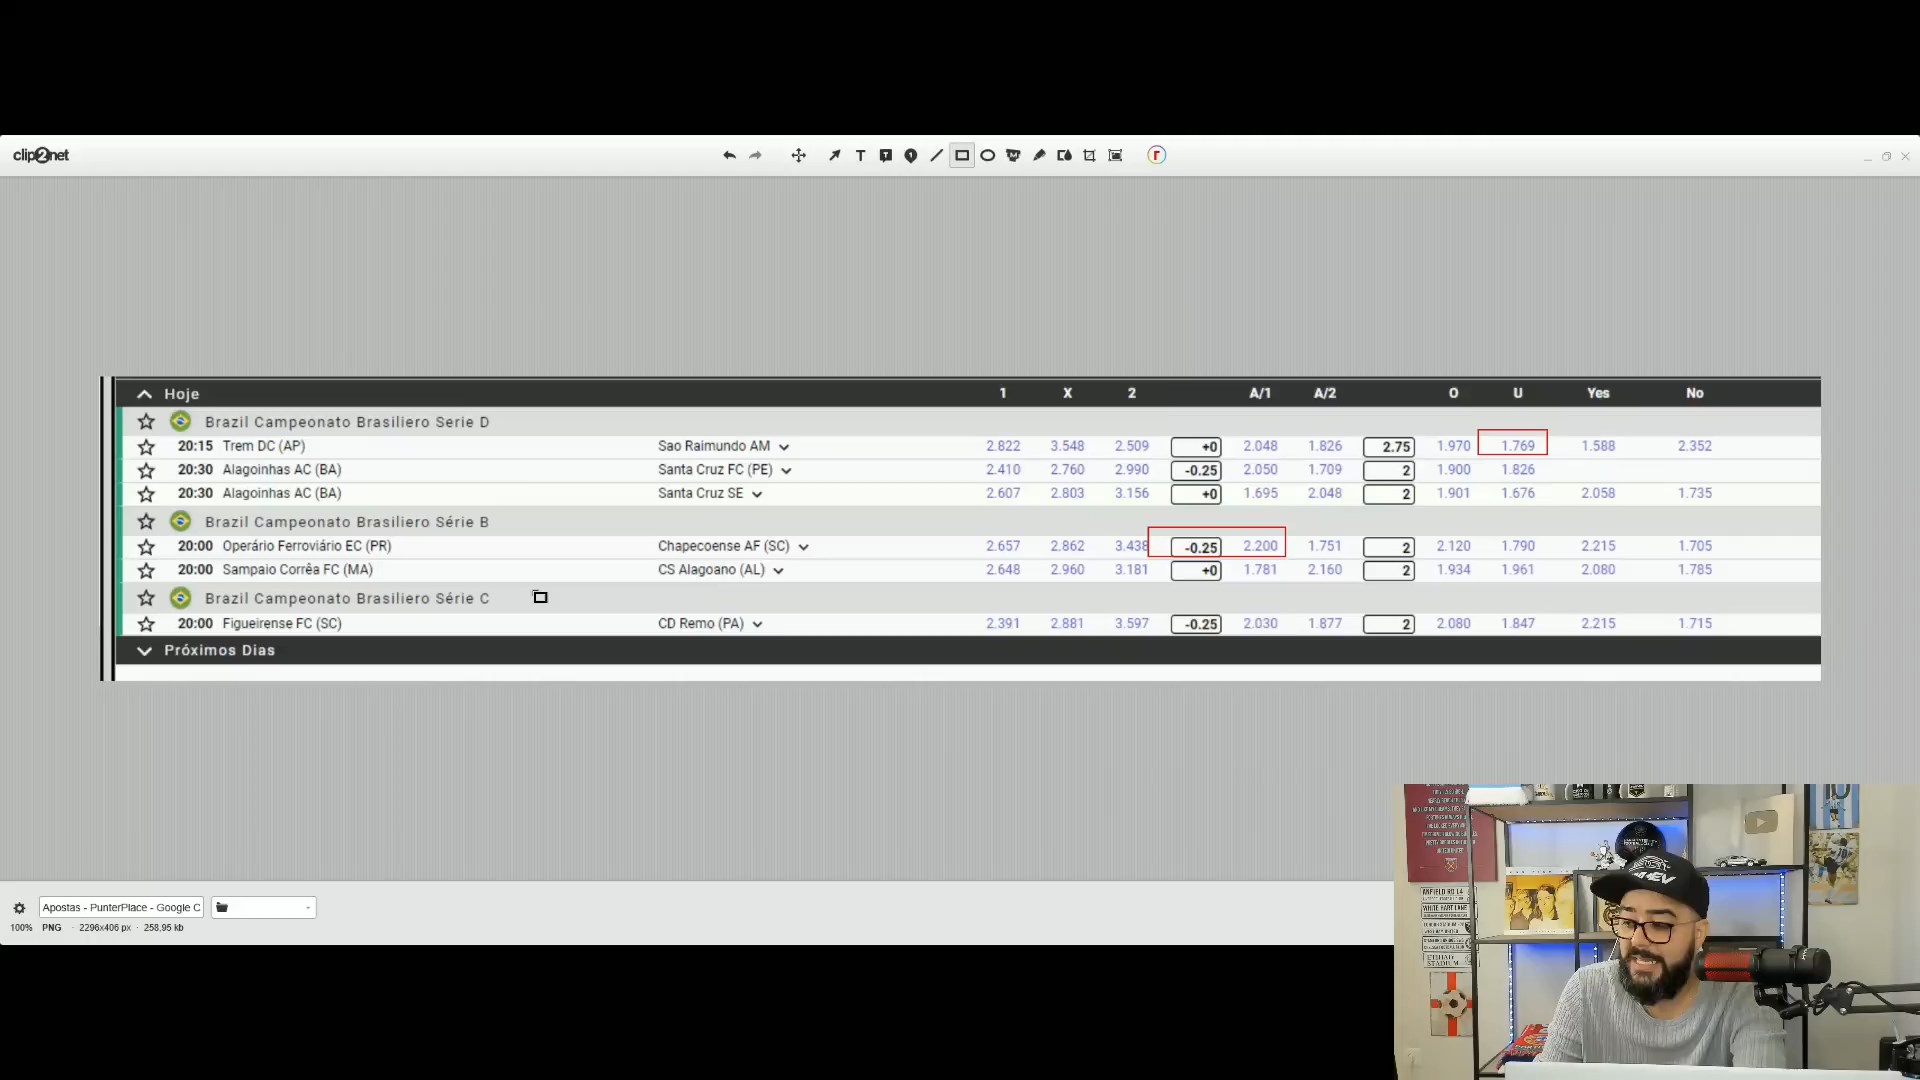 clip2net
T
Hoje 1 X 2 A/1 A/2 O U Yes No
Brazil Campeonato Brasiliero Serie D
20:15 Trem DC (AP) Sao Raimundo AM 2.822 3.548 2.509 +0 2.048 1.826 2.75 1.970 1.769 1.588 2.352
20:30 Alagoinhas AC (BA) Santa Cruz FC (PE) 2.410 2.760 2.990 -0.25 2.050 1.709 2 1.900 1.826
20:30 Alagoinhas AC (BA) Santa Cruz SE 2.607 2.803 3.156 +0 1.695 2.048 2 1.901 1.676 2.058 1.735
Brazil Campeonato Brasiliero Série B
20:00 Operário Ferroviário EC (PR) Chapecoense AF (SC) 2.657 2.862 3.438 -0.25 2.200 1.751 2 2.120 1.790 2.215 1.705
20:00 Sampaio Corrêa FC (MA) CS Alagoano (AL) 2.648 2.960 3.181 +0 1.781 2.160 2 1.934 1.961 2.080 1.785
Brazil Campeonato Brasiliero Série C
20:00 Figueirense FC (SC) CD Remo (PA) 2.391 2.881 3.597 -0.25 2.030 1.877 2 2.080 1.847 2.215 1.715
Próximos Dias
Apostas - PunterPlace - Google C
100% PNG · 2296x406 px · 258,95 kb
ANFIELD RD L4
WHITE HART LANE
STADIUM